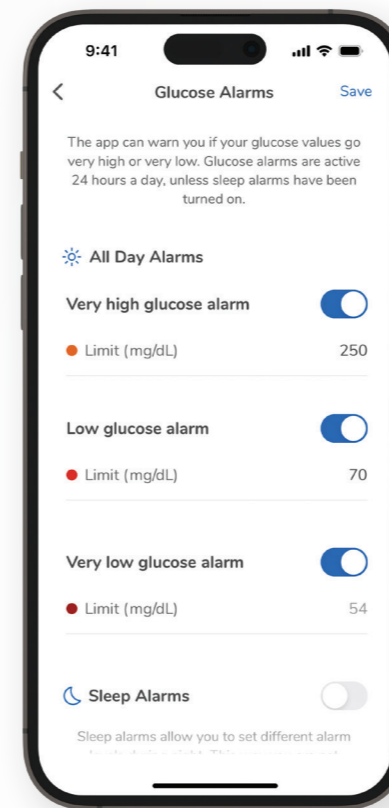 9:41
Glucose Alarms
Save
The app can warn you if your glucose values go
very high or very low. Glucose alarms are active
24 hours a day, unless sleep alarms have been
turned on.
All Day Alarms
Very high glucose alarm
Limit (mg/dL) 250
Low glucose alarm
Limit (mg/dL) 70
Very low glucose alarm
Limit (mg/dL) 54
Sleep Alarms
Sleep alarms allow you to set different alarm